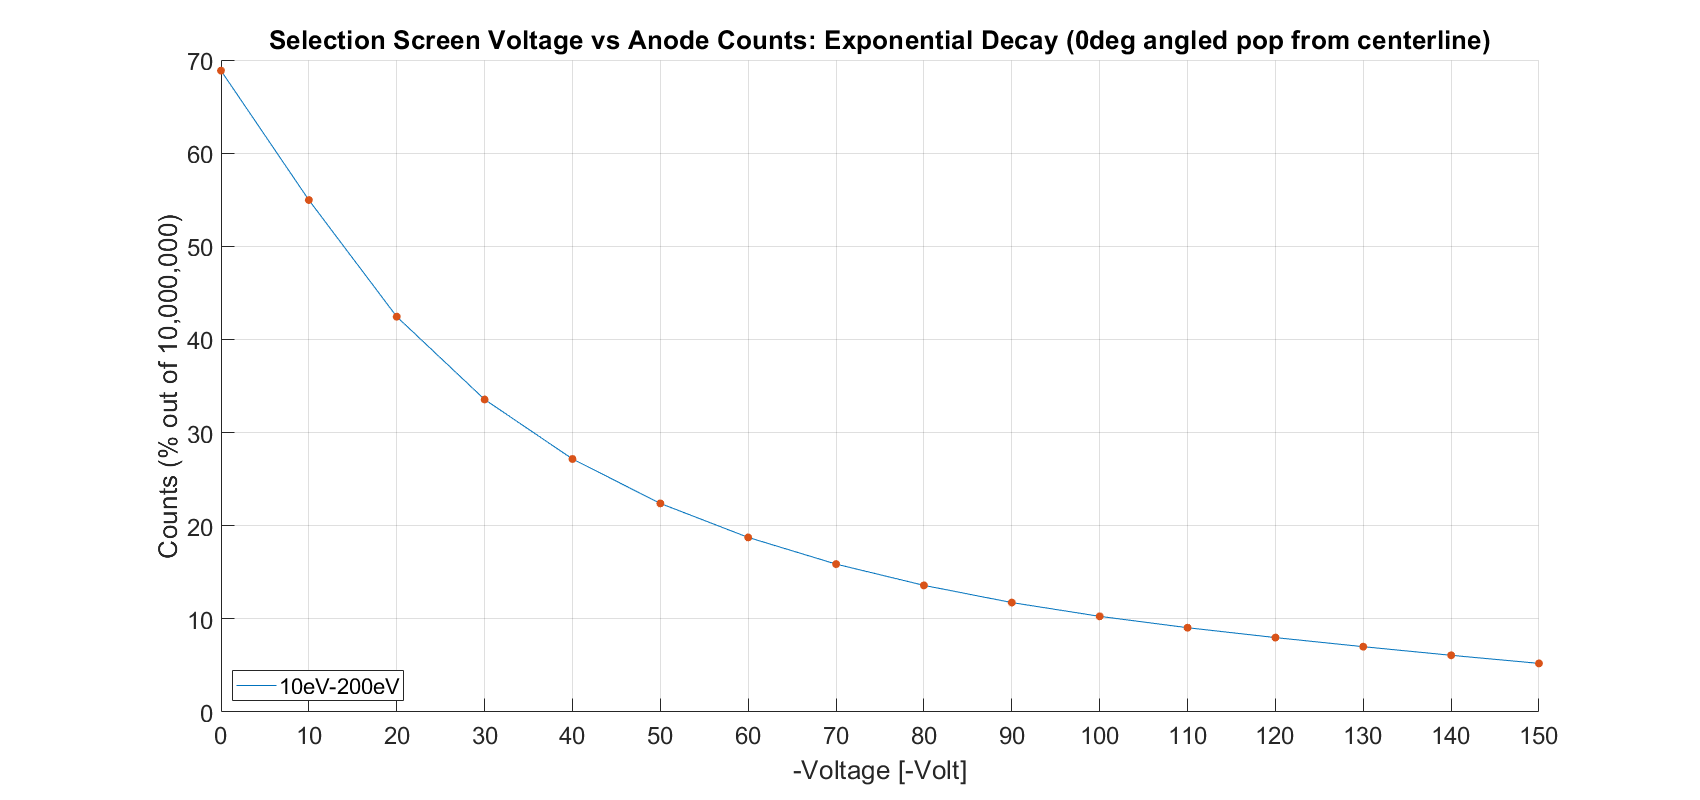 Selection Screen Voltage vs Anode Counts: Exponential Decay (0deg angled pop from centerline)
70
60
50
40
30
20
10
0
Counts (% out of 10,000,000)
10eV-200eV
0 10 20 30 40 50 60 70 80 90 100 110 120 130 140 150
-Voltage [-Volt]